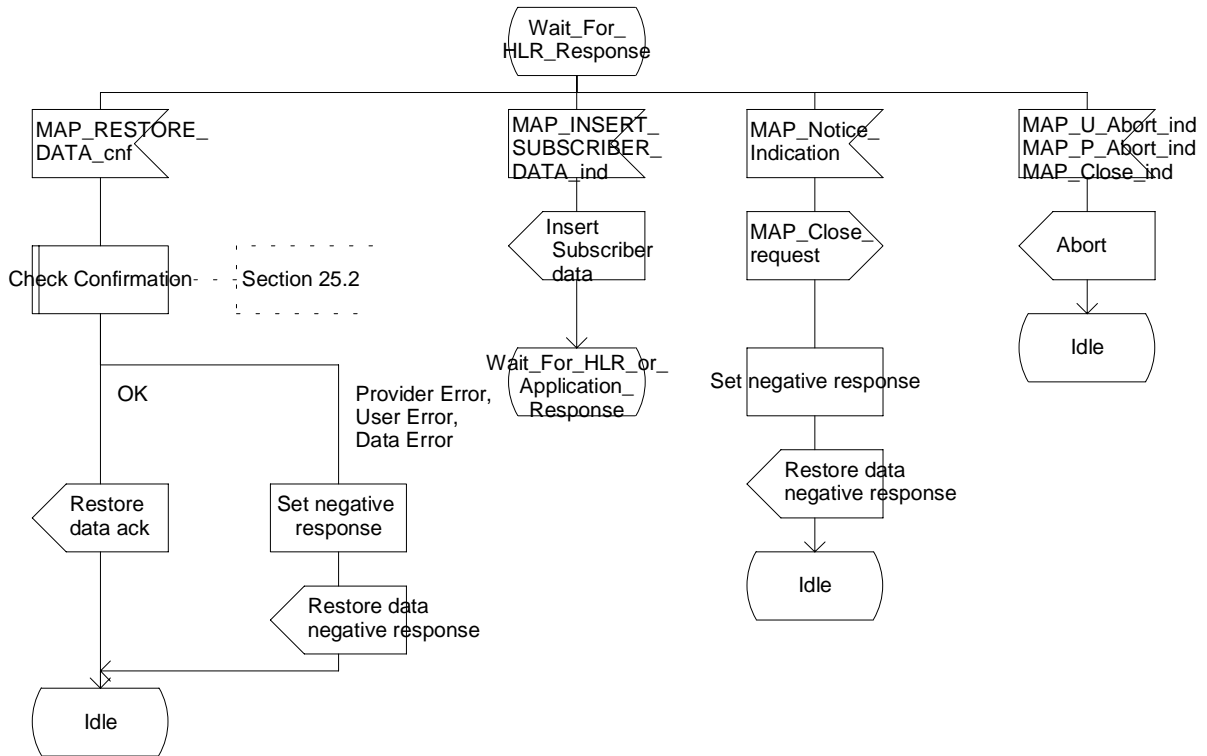 Wait_For_
HLR_Response
MAP_RESTORE_
DATA_cnf
MAP_INSERT_
SUBSCRIBER_
DATA_ind
MAP_Notice_
Indication
MAP_U_Abort_ind
MAP_P_Abort_ind
MAP_Close_ind
Check Confirmation
Section 25.2
Insert
Subscriber
data
MAP_Close_
request
Abort
Idle
OK
Provider Error,
User Error,
Data Error
Wait_For_HLR_or_
Application_
Response
Set negative response
Restore
data ack
Set negative
response
Restore data
negative response
Idle
Restore data
negative response
Idle